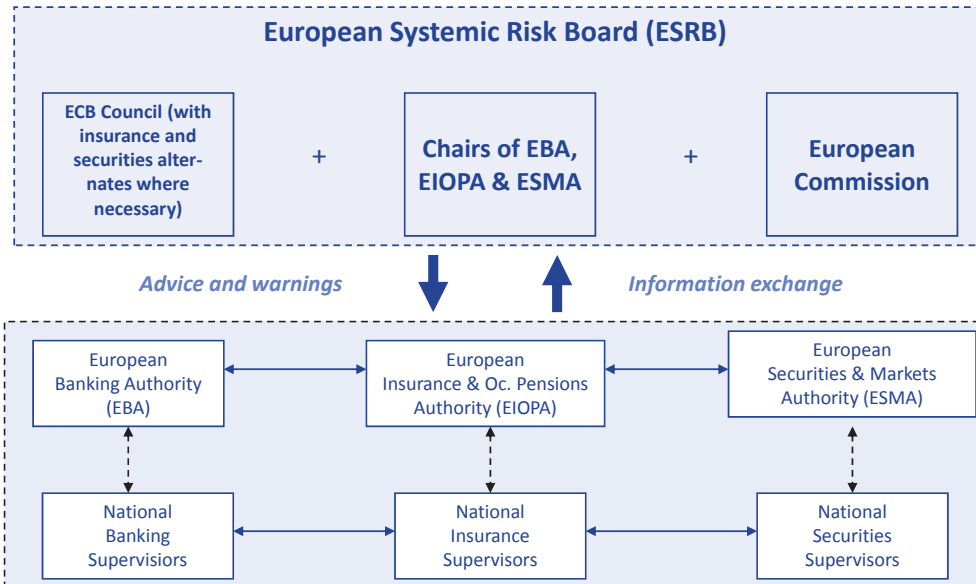 European Systemic Risk Board (ESRB)
ECB Council (with
insurance and
securities alter-
nates where
necessary)
+
Chairs of EBA,
EIOPA & ESMA
+
European
Commission
Advice and warnings
Information exchange
European
Banking Authority
(EBA)
European
Insurance & Oc. Pensions
Authority (EIOPA)
European
Securities & Markets
Authority (ESMA)
National
Banking
Supervisiors
National
Insurance
Supervisors
National
Securities
Supervisors